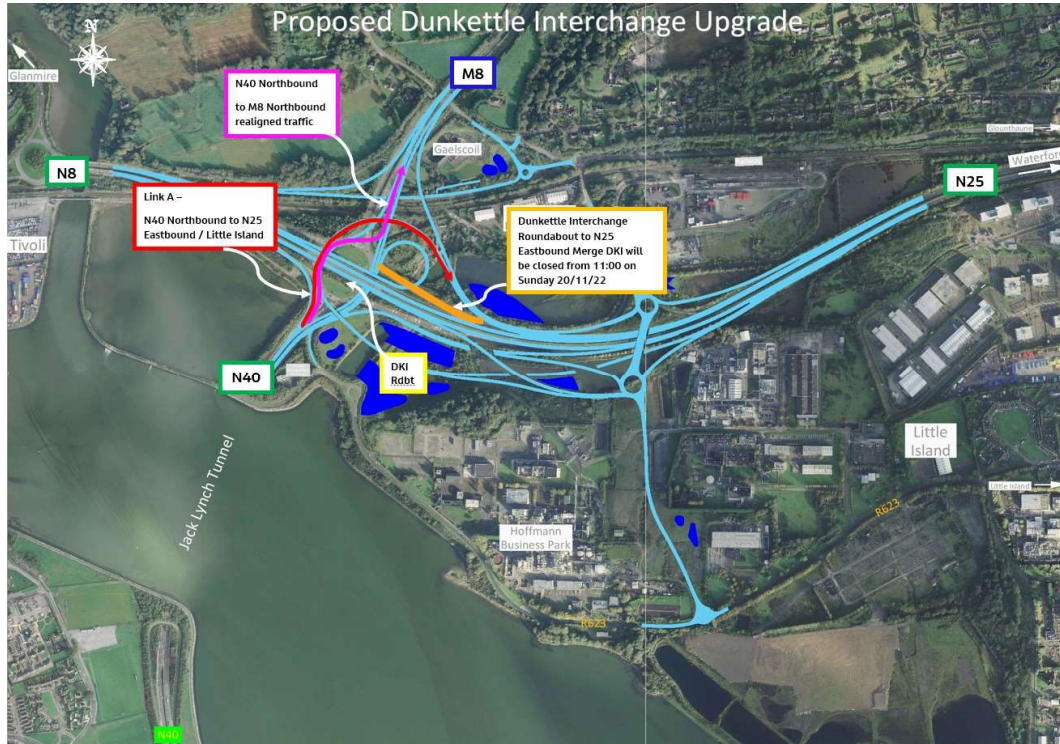 Proposed Dunkettle Interchange Upgrade
N
Glanmire
N40 Northbound
to M8 Northbound
realigned traffic
M8
Gaelscoil
Glounthaune
Waterford
N8
N25
Link A –
N40 Northbound to N25
Eastbound / Little Island
Dunkettle Interchange
Roundabout to N25
Eastbound Merge DKI will
be closed from 11:00 on
Sunday 20/11/22
Tivoli
N40
DKI
Rdbt
Little
Island
Little Island
R623
Jack Lynch Tunnel
Hoffmann
Business Park
R623
N40